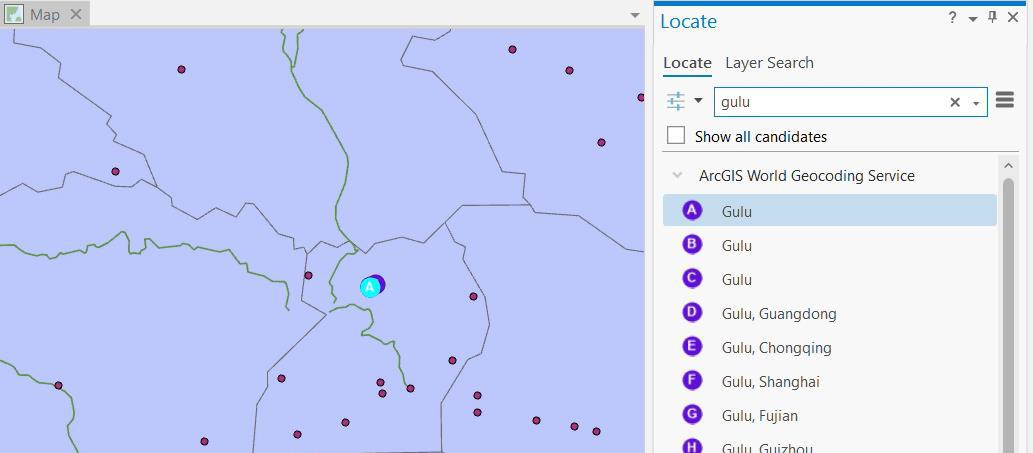 Map
Locate
Locate Layer Search
gulu
Show all candidates
ArcGIS World Geocoding Service
A Gulu
B Gulu
C Gulu
D Gulu, Guangdong
E Gulu, Chongqing
F Gulu, Shanghai
G Gulu, Fujian
H Gulu, Guizhou
A